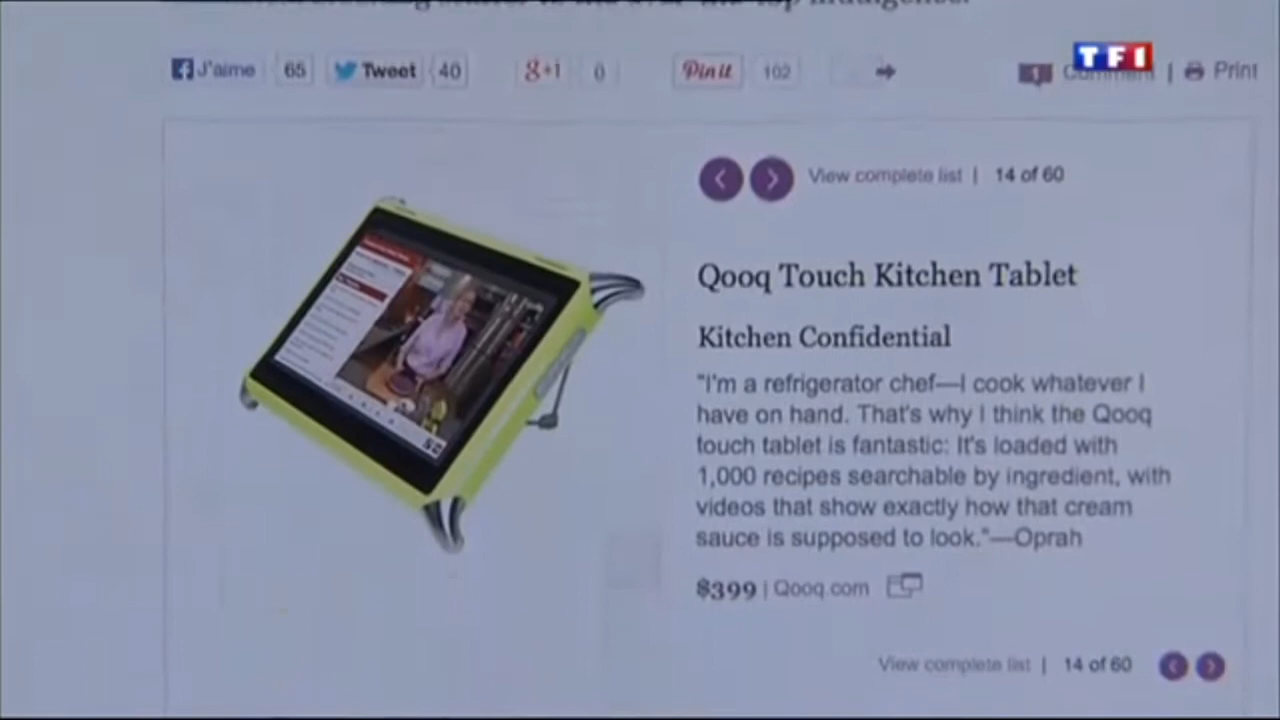 J'aime 65 Tweet 40 g+1 0 Pin it 102 TF1 | Print
View complete list | 14 of 60
Qooq Touch Kitchen Tablet
Kitchen Confidential
"I'm a refrigerator chef—I cook whatever I
have on hand. That's why I think the Qooq
touch tablet is fantastic: It's loaded with
1,000 recipes searchable by ingredient, with
videos that show exactly how that cream
sauce is supposed to look."—Oprah
$399 | Qooq.com
View complete list | 14 of 60